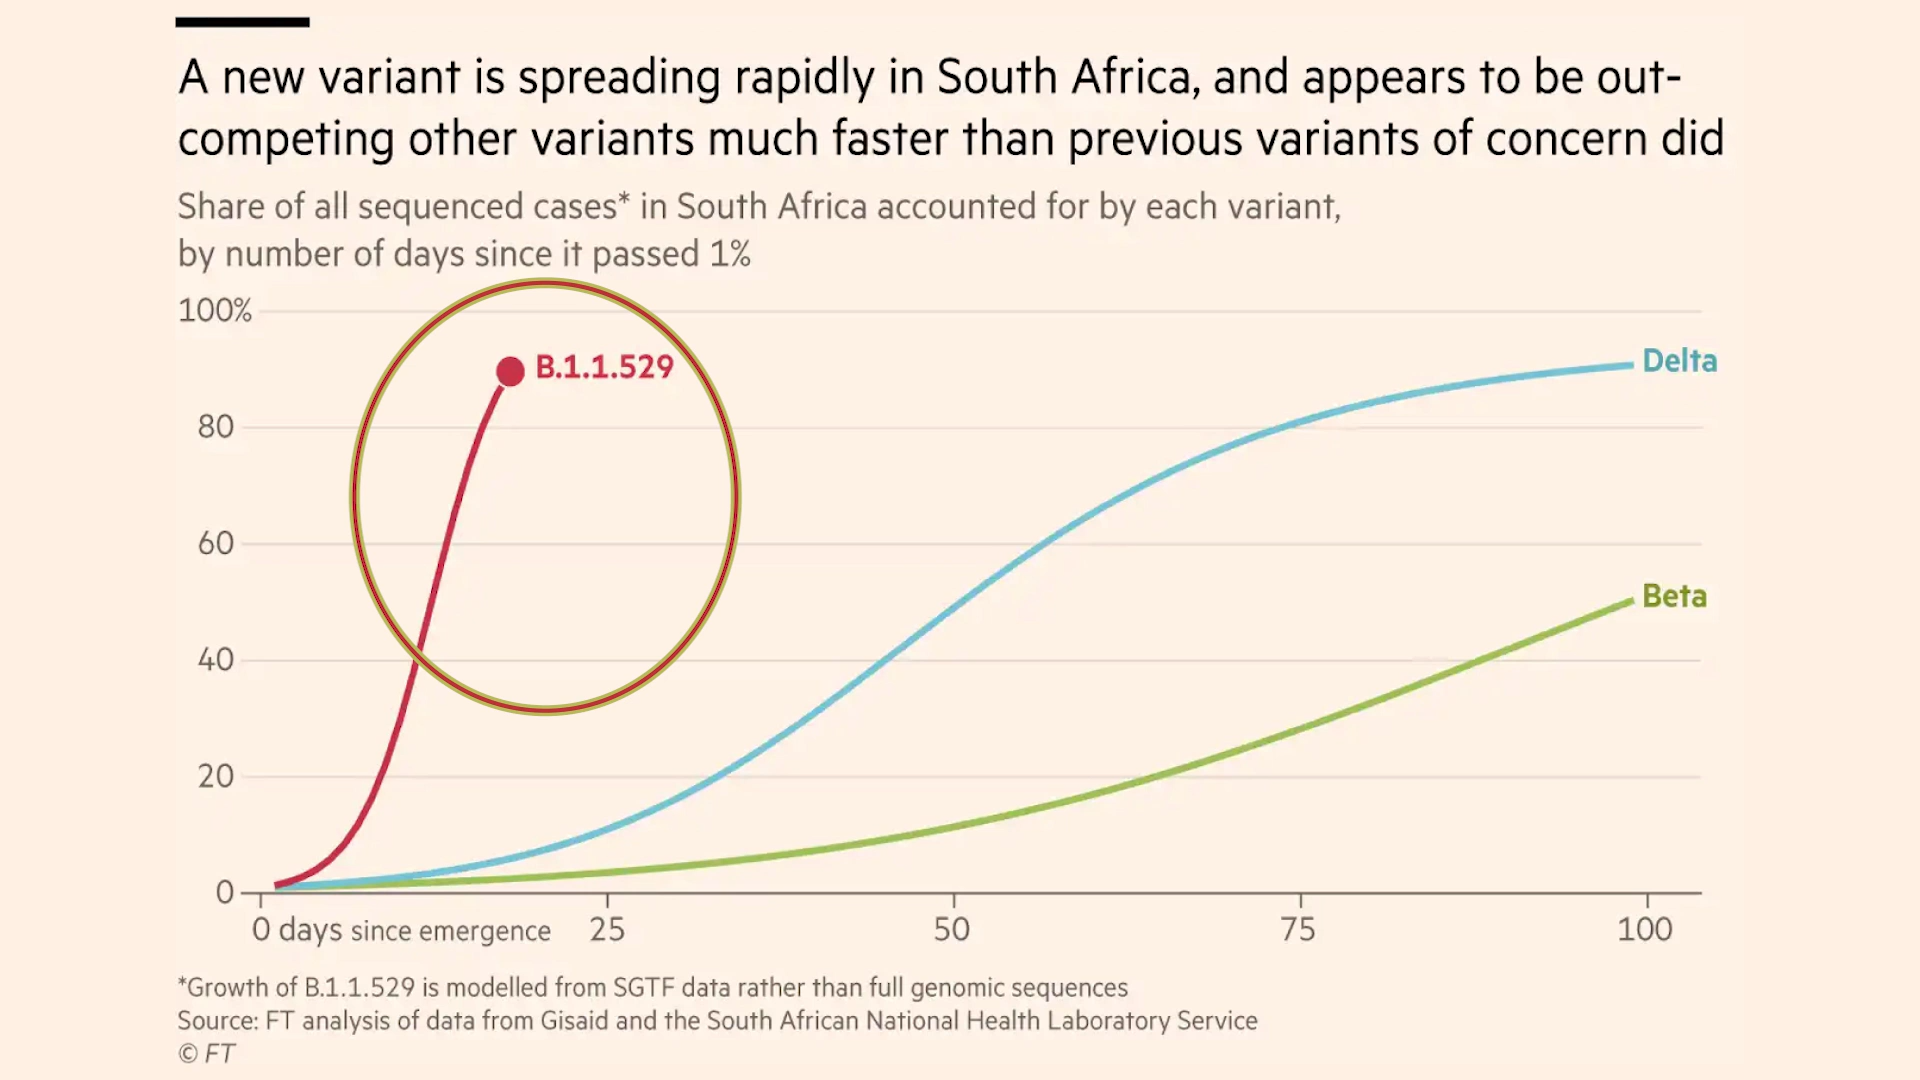 A new variant is spreading rapidly in South Africa, and appears to be out-
competing other variants much faster than previous variants of concern did
Share of all sequenced cases* in South Africa accounted for by each variant,
by number of days since it passed 1%
100%
B.1.1.529
Delta
80
60
Beta
40
20
0
0 days since emergence 25 50 75 100
*Growth of B.1.1.529 is modelled from SGTF data rather than full genomic sequences
Source: FT analysis of data from Gisaid and the South African National Health Laboratory Service
© FT